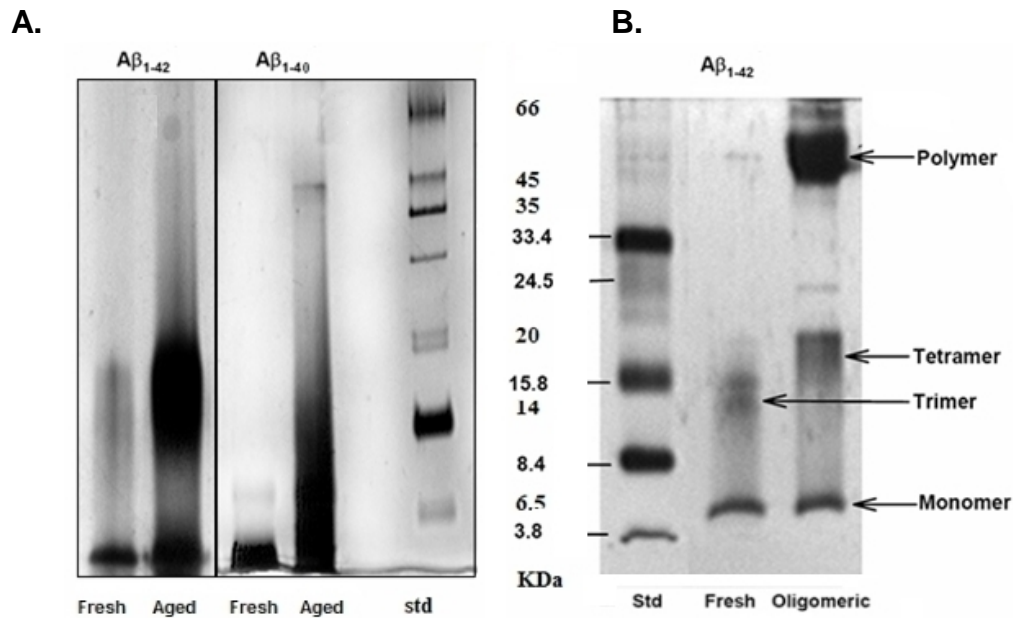 A.
Aβ1-42
Aβ1-40
Fresh
Aged
Fresh
Aged
std
66
45
35
33.4
24.5
20
15.8
14
8.4
6.5
3.8
KDa
B.
Aβ1-42
Polymer
Tetramer
Trimer
Monomer
Std
Fresh
Oligomeric